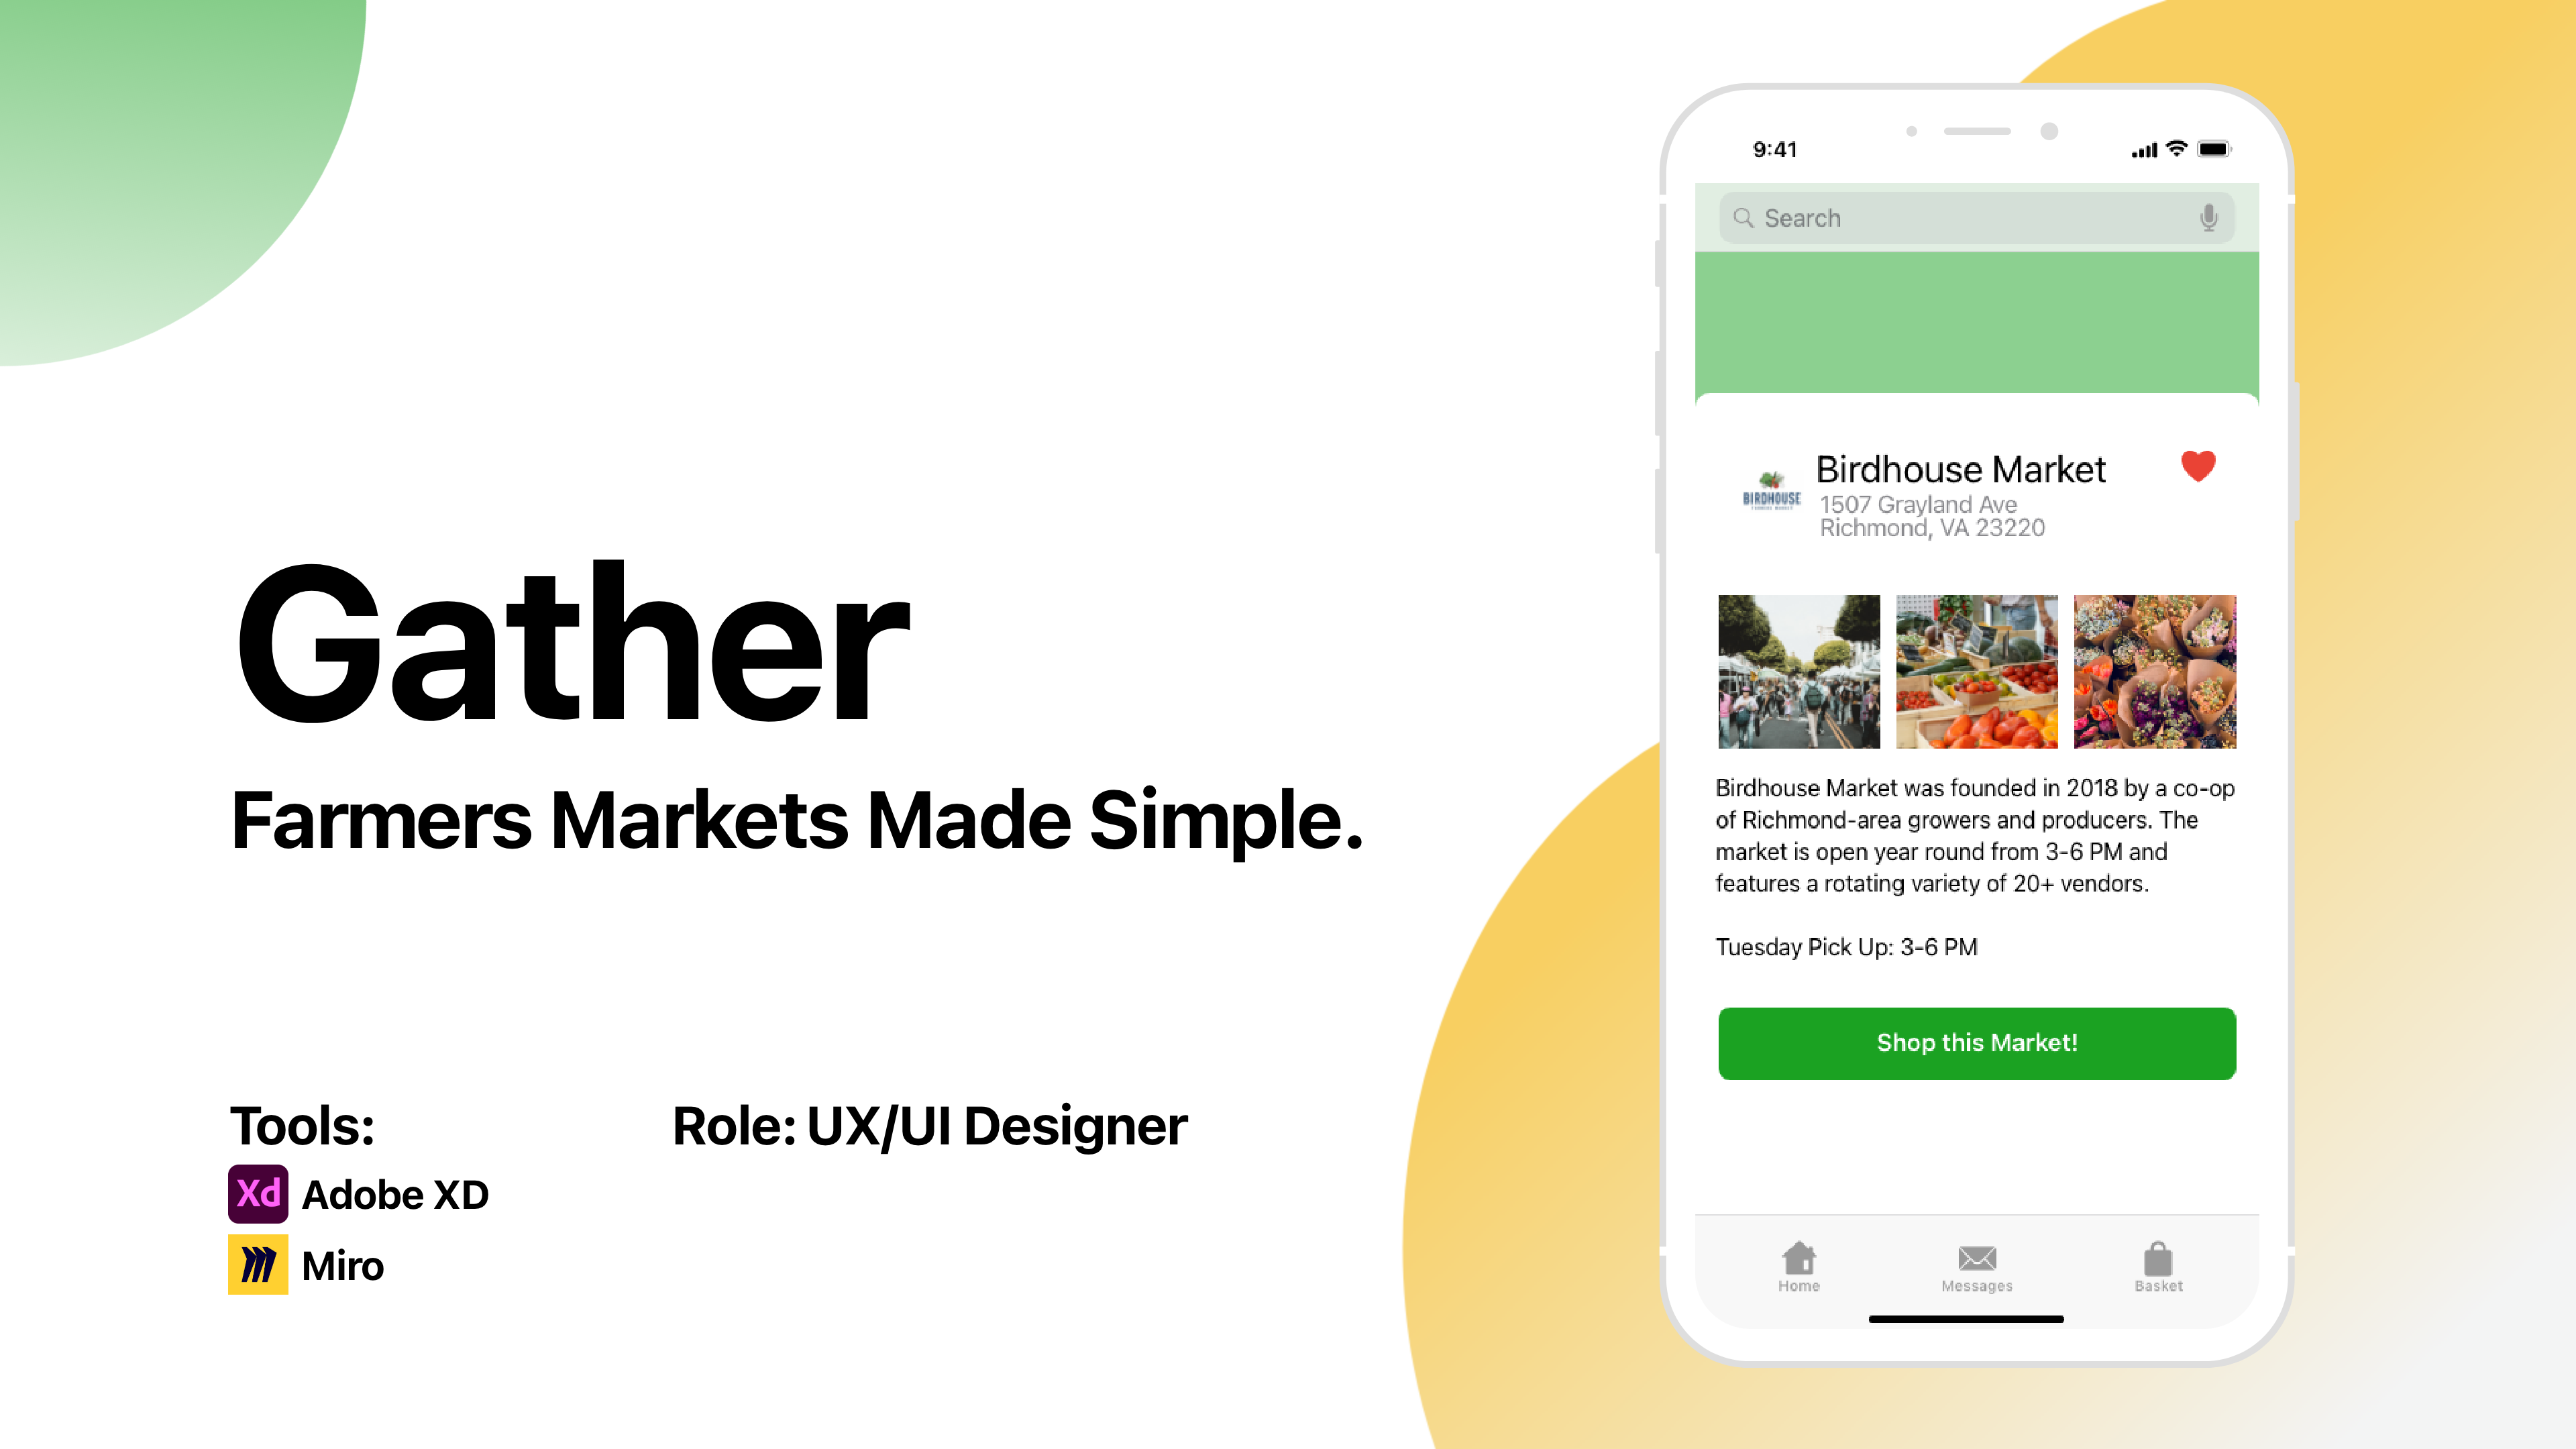 Gather
Farmers Markets Made Simple.
Tools:
Xd Adobe XD
Miro
Role: UX/UI Designer
9:41
Search
BIRDHOUSE
Birdhouse Market
1507 Grayland Ave
Richmond, VA 23220
Birdhouse Market was founded in 2018 by a co-op
of Richmond-area growers and producers. The
market is open year round from 3-6 PM and
features a rotating variety of 20+ vendors.
Tuesday Pick Up: 3-6 PM
Shop this Market!
Home
Messages
Basket